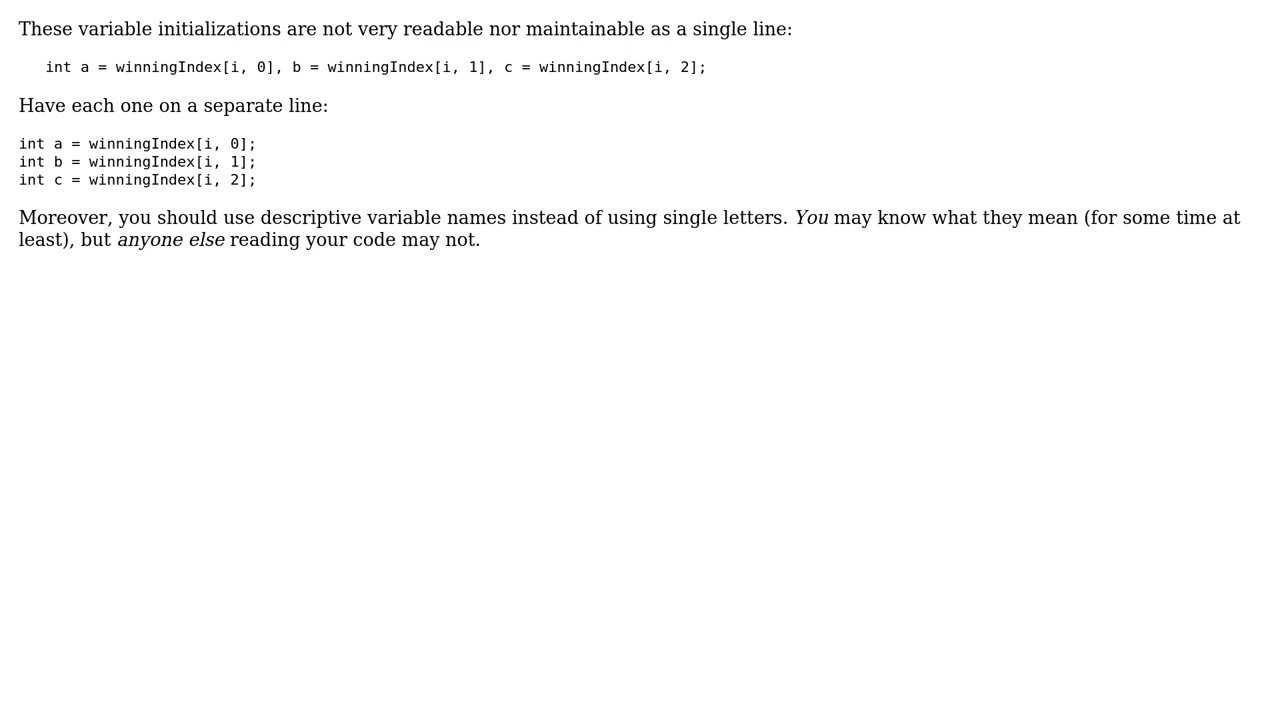 These variable initializations are not very readable nor maintainable as a single line:
int a = winningIndex[i, 0], b = winningIndex[i, 1], c = winningIndex[i, 2];
Have each one on a separate line:
int a = winningIndex[i, 0];
int b = winningIndex[i, 1];
int c = winningIndex[i, 2];
Moreover, you should use descriptive variable names instead of using single letters. You may know what they mean (for some time at
least), but anyone else reading your code may not.